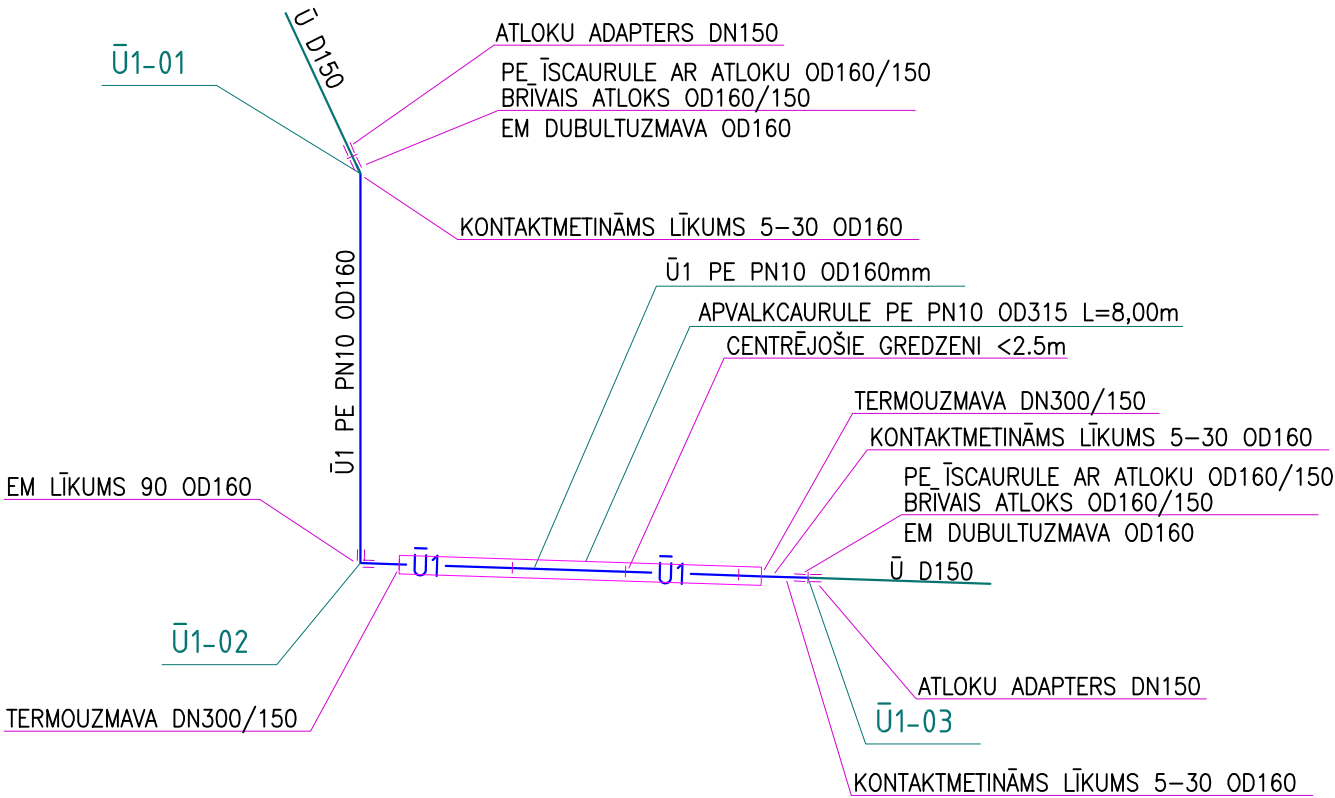 Ū D150
Ū1-01
ATLOKU ADAPTERS DN150
PE ĪSCAURULE AR ATLOKU OD160/150
BRĪVAIS ATLOKS OD160/150
EM DUBULTUZMAVA OD160
KONTAKTMETINĀMS LĪKUMS 5-30 OD160
Ū1 PE PN10 OD160
Ū1 PE PN10 OD160mm
APVALKCAURULE PE PN10 OD315 L=8,00m
CENTRĒJOŠIE GREDZENI <2.5m
TERMOUZMAVA DN300/150
KONTAKTMETINĀMS LĪKUMS 5-30 OD160
PE ĪSCAURULE AR ATLOKU OD160/150
BRĪVAIS ATLOKS OD160/150
EM DUBULTUZMAVA OD160
EM LĪKUMS 90 OD160
Ū1
Ū1
Ū D150
Ū1-02
ATLOKU ADAPTERS DN150
TERMOUZMAVA DN300/150
Ū1-03
KONTAKTMETINĀMS LĪKUMS 5-30 OD160